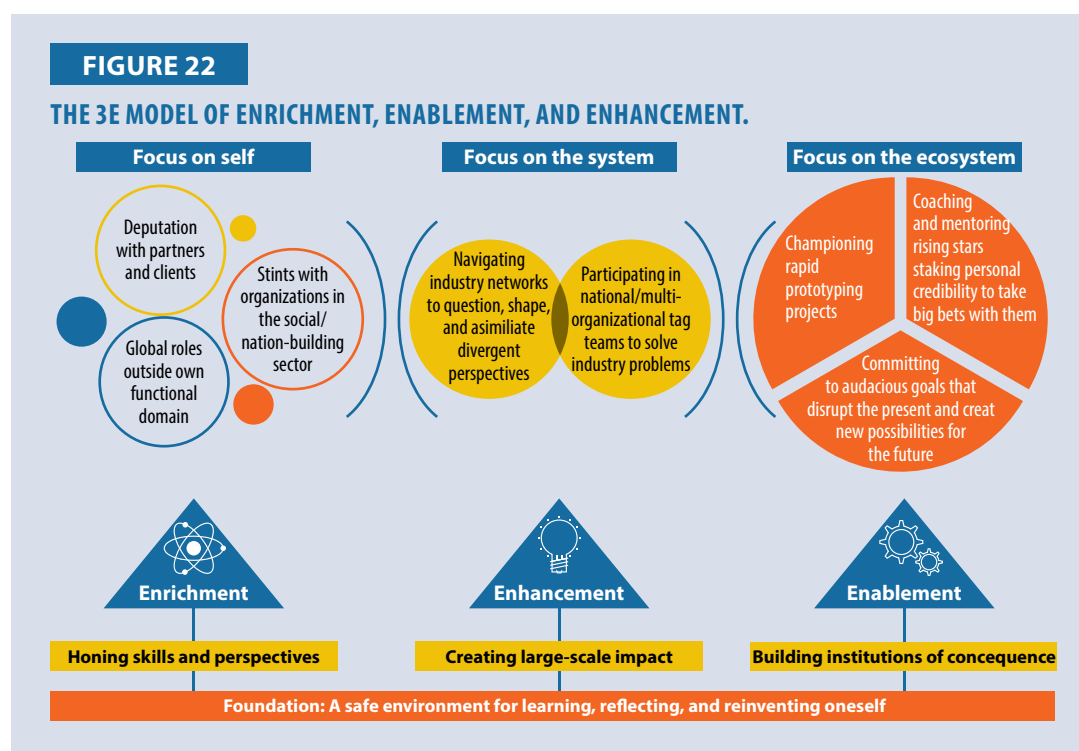 FIGURE 22
THE 3E MODEL OF ENRICHMENT, ENABLEMENT, AND ENHANCEMENT.
Focus on self
Deputation
with partners
and clients
Stints with
organizations in
the social/
nation-building
sector
Global roles
outside own
functional
domain
Focus on the system
Navigating
industry networks
to question, shape,
and asimiliate
divergent
perspectives
Participating in
national/multi-
organizational tag
teams to solve
industry problems
Focus on the ecosystem
Championing
rapid
prototyping
projects
Coaching
and mentoring
rising stars
staking personal
credibility to take
big bets with them
Committing
to audacious goals that
disrupt the present and creat
new possibilities for
the future
Enrichment
Enhancement
Enablement
Honing skills and perspectives
Creating large-scale impact
Building institutions of concequence
Foundation: A safe environment for learning, reflecting, and reinventing oneself